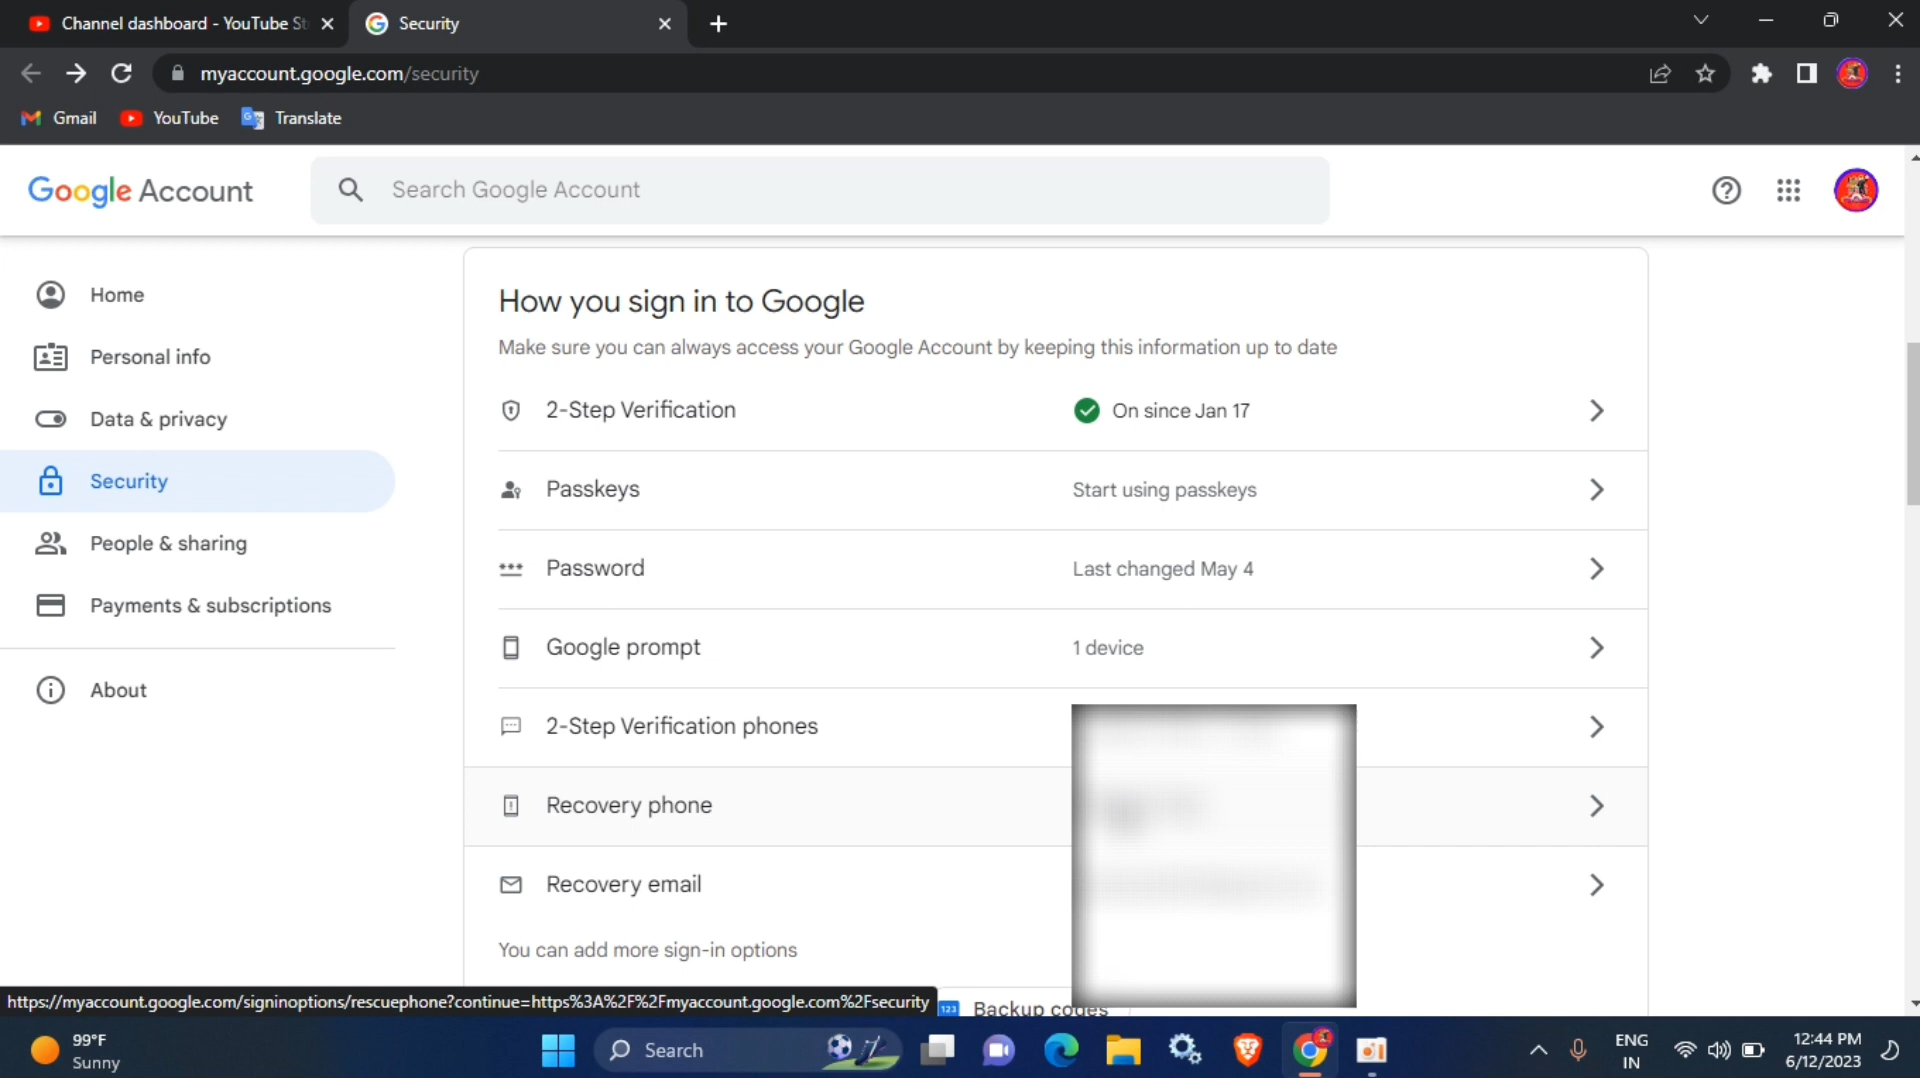 Channel dashboard - YouTube St
Security
myaccount.google.com/security
Gmail
YouTube
Translate
Google Account
Search Google Account
Home
Personal info
Data & privacy
Security
People & sharing
Payments & subscriptions
About
How you sign in to Google
Make sure you can always access your Google Account by keeping this information up to date
2-Step Verification
On since Jan 17
Passkeys
Start using passkeys
Password
Last changed May 4
Google prompt
1 device
2-Step Verification phones
Recovery phone
Recovery email
You can add more sign-in options
https://myaccount.google.com/signinoptions/rescuephone?continue=https%3A%2F%2Fmyaccount.google.com%2Fsecurity
123
Backup codes
99°F
Sunny
Search
ENG
IN
12:44 PM
6/12/2023